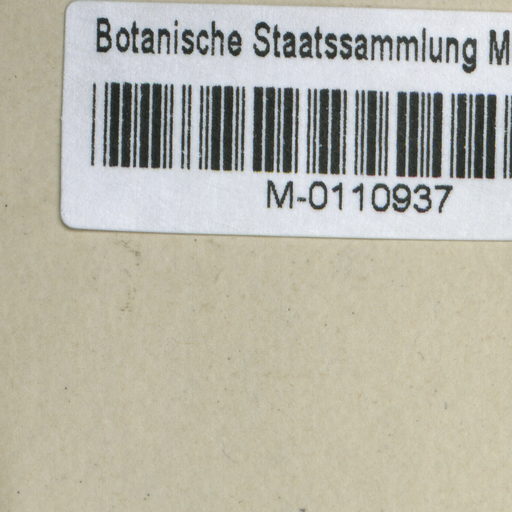 Botanische Staatssammlung M
M-0110937